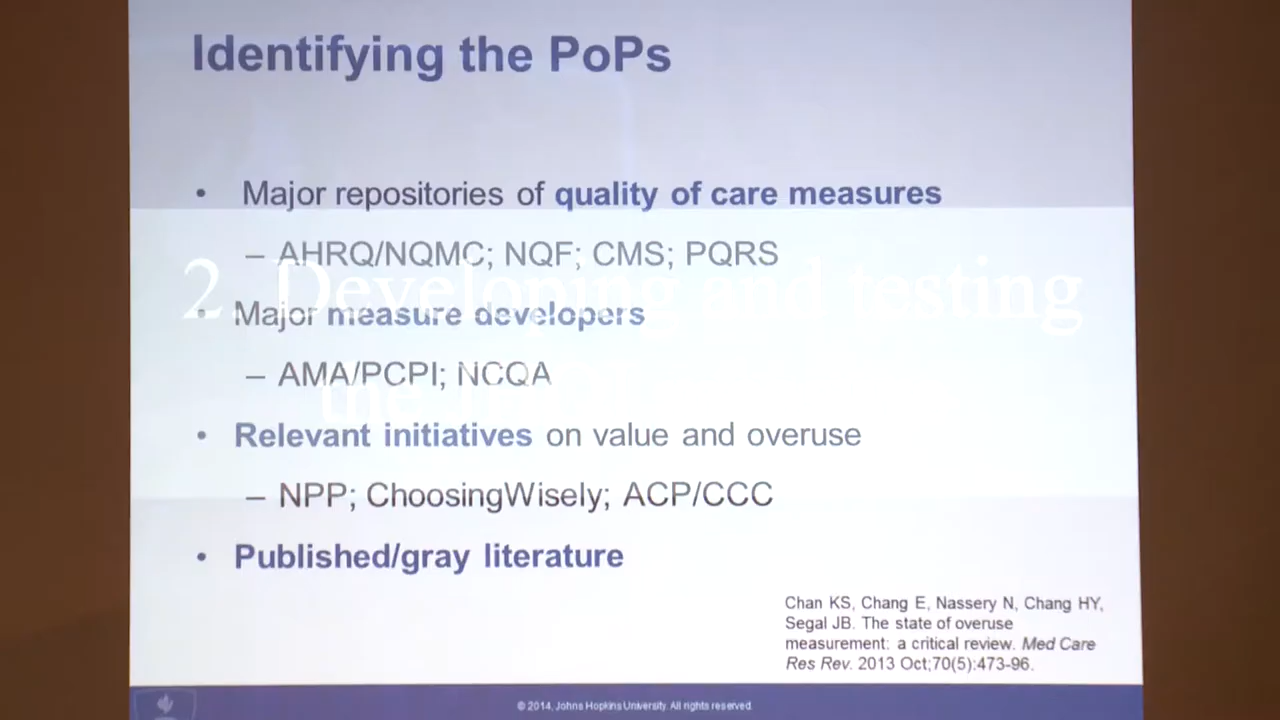 Identifying the PoPs
• Major repositories of quality of care measures
– AHRQ/NQMC; NQF; CMS; PQRS
2. Developing and testing
• Major measure developers
– AMA/PCPI; NCQA
the
• Relevant initiatives on value and overuse
– NPP; ChoosingWisely; ACP/CCC
• Published/gray literature
Chan KS, Chang E, Nassery N, Chang HY,
Segal JB. The state of overuse
measurement: a critical review. Med Care
Res Rev. 2013 Oct;70(5):473-96.
© 2014, Johns Hopkins University. All rights reserved.